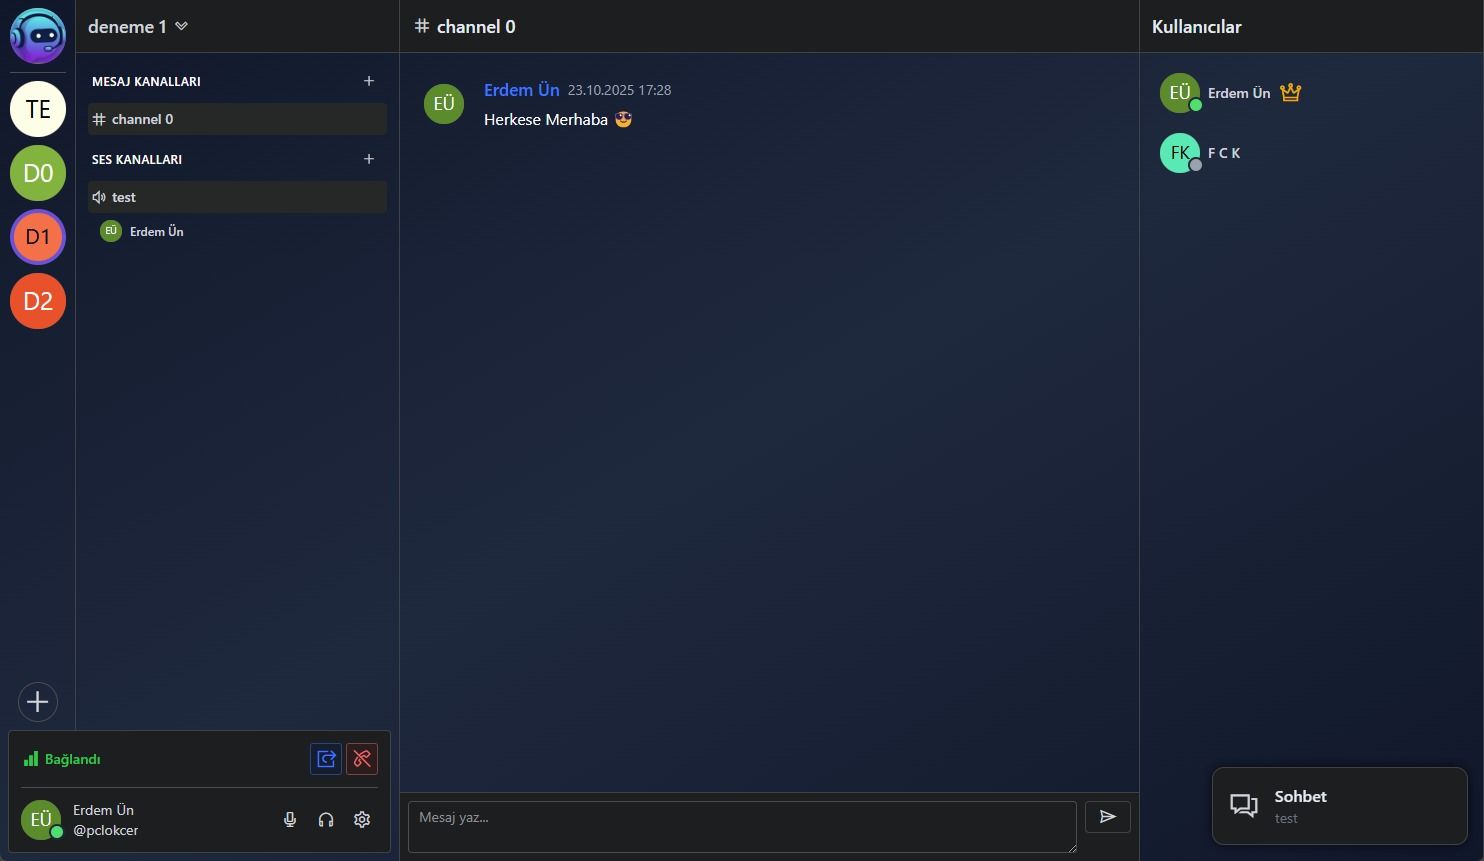 TE
D0
D1
D2
deneme 1
MESAJ KANALLARI
channel 0
SES KANALLARI
test
EÜ Erdem Ün
Bağlandı
EÜ
Erdem Ün
@pclokcer
# channel 0
EÜ
Erdem Ün 23.10.2025 17:28
Herkese Merhaba 
Mesaj yaz...
Kullanıcılar
EÜ Erdem Ün
FK F C K
Sohbet
test